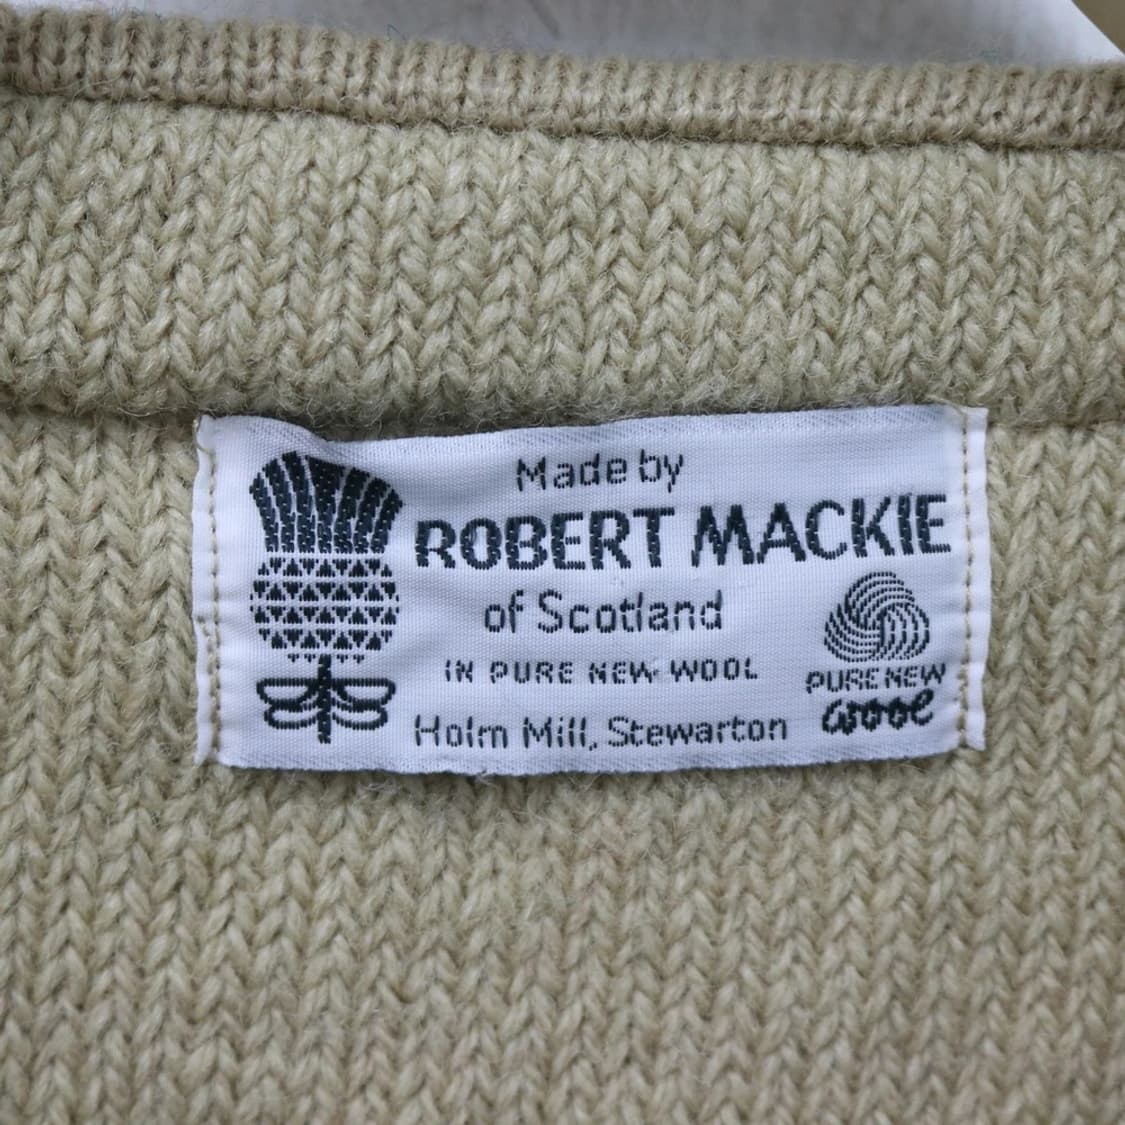 Made by
ROBERT MACKIE
of Scotland
IN PURE NEW WOOL
Holm Mill, Stewarton
PURE NEW
wool